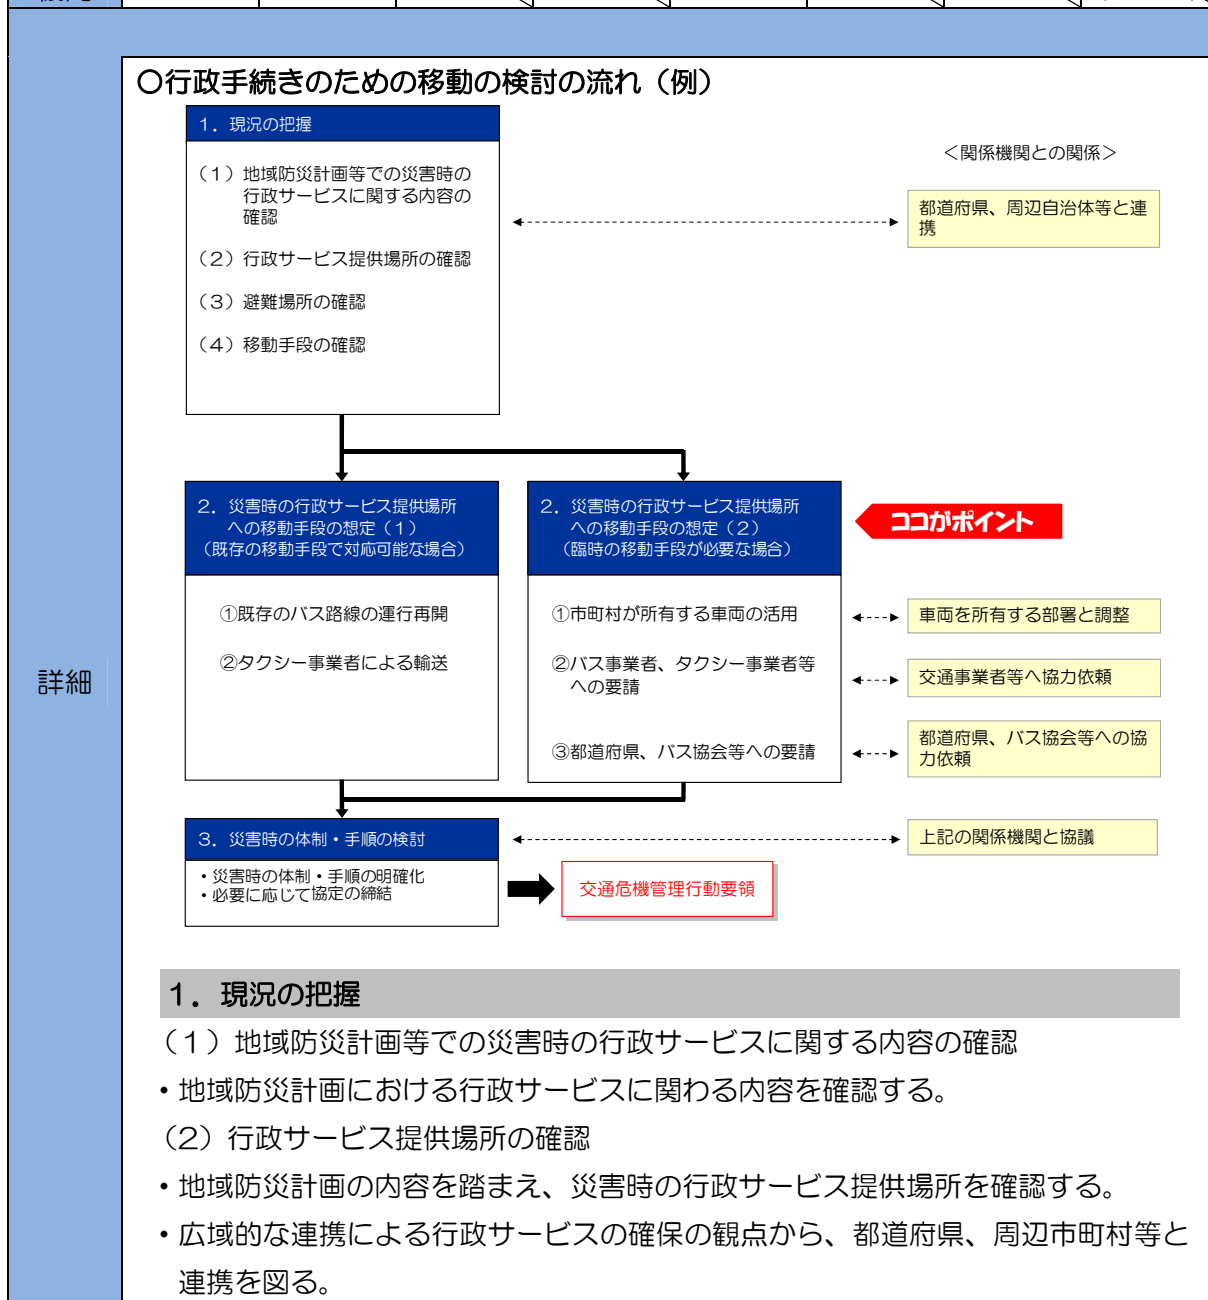 〇行政手続きのための移動の検討の流れ（例）
１．現況の把握
（１）地域防災計画等での災害時の
行政サービスに関する内容の
確認
（２）行政サービス提供場所の確認
（３）避難場所の確認
（４）移動手段の確認
＜関係機関との関係＞
都道府県、周辺自治体等と連
携
２．災害時の行政サービス提供場所
への移動手段の想定（１）
（既存の移動手段で対応可能な場合）
①既存のバス路線の運行再開
②タクシー事業者による輸送
２．災害時の行政サービス提供場所
への移動手段の想定（２）
（臨時の移動手段が必要な場合）
①市町村が所有する車両の活用
②バス事業者、タクシー事業者等
への要請
③都道府県、バス協会等への要請
ココがポイント
車両を所有する部署と調整
交通事業者等へ協力依頼
都道府県、バス協会等への協
力依頼
３．災害時の体制・手順の検討
・災害時の体制・手順の明確化
・必要に応じて協定の締結
交通危機管理行動要領
上記の関係機関と協議
詳細
１．現況の把握
（１）地域防災計画等での災害時の行政サービスに関する内容の確認
・地域防災計画における行政サービスに関わる内容を確認する。
（２）行政サービス提供場所の確認
・地域防災計画の内容を踏まえ、災害時の行政サービス提供場所を確認する。
・広域的な連携による行政サービスの確保の観点から、都道府県、周辺市町村等と
連携を図る。